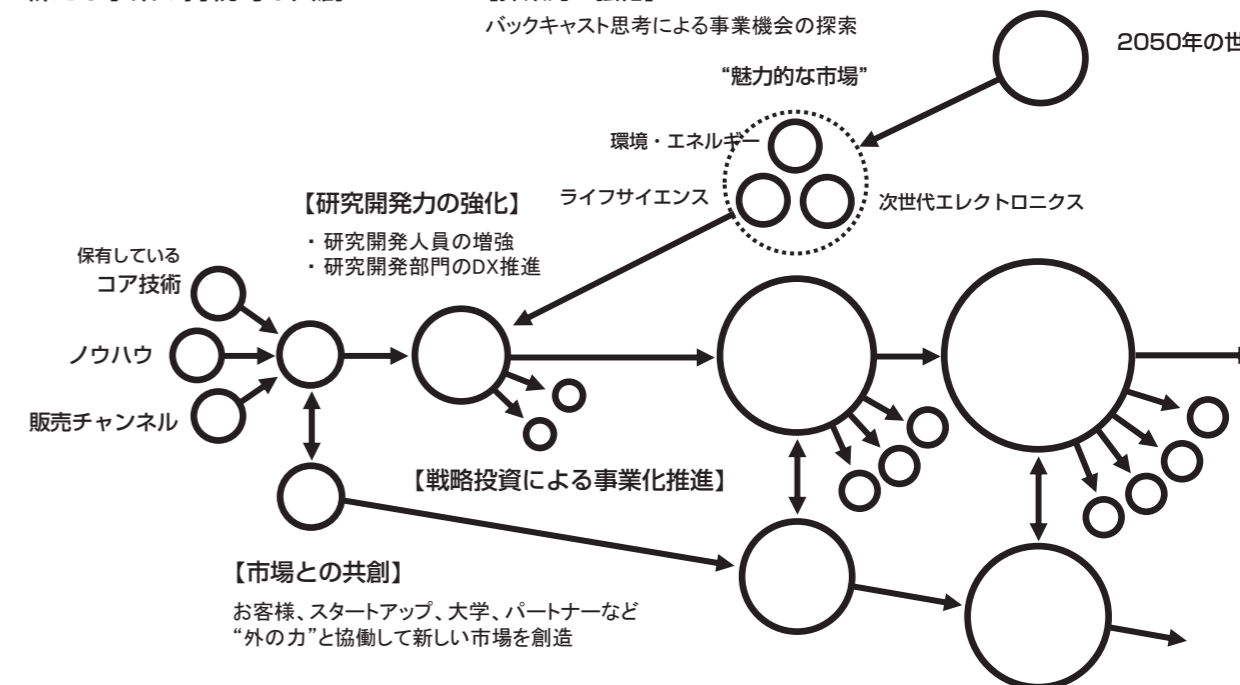 バックキャスト思考による事業機会の探索
2050年の世
“魅力的な市場”
環境・エネルギー
ライフサイエンス
次世代エレクトロニクス
【研究開発力の強化】
・研究開発人員の増強
・研究開発部門のDX推進
保有している
コア技術
ノウハウ
販売チャンネル
【戦略投資による事業化推進】
【市場との共創】
お客様、スタートアップ、大学、パートナーなど
“外の力”と協働して新しい市場を創造